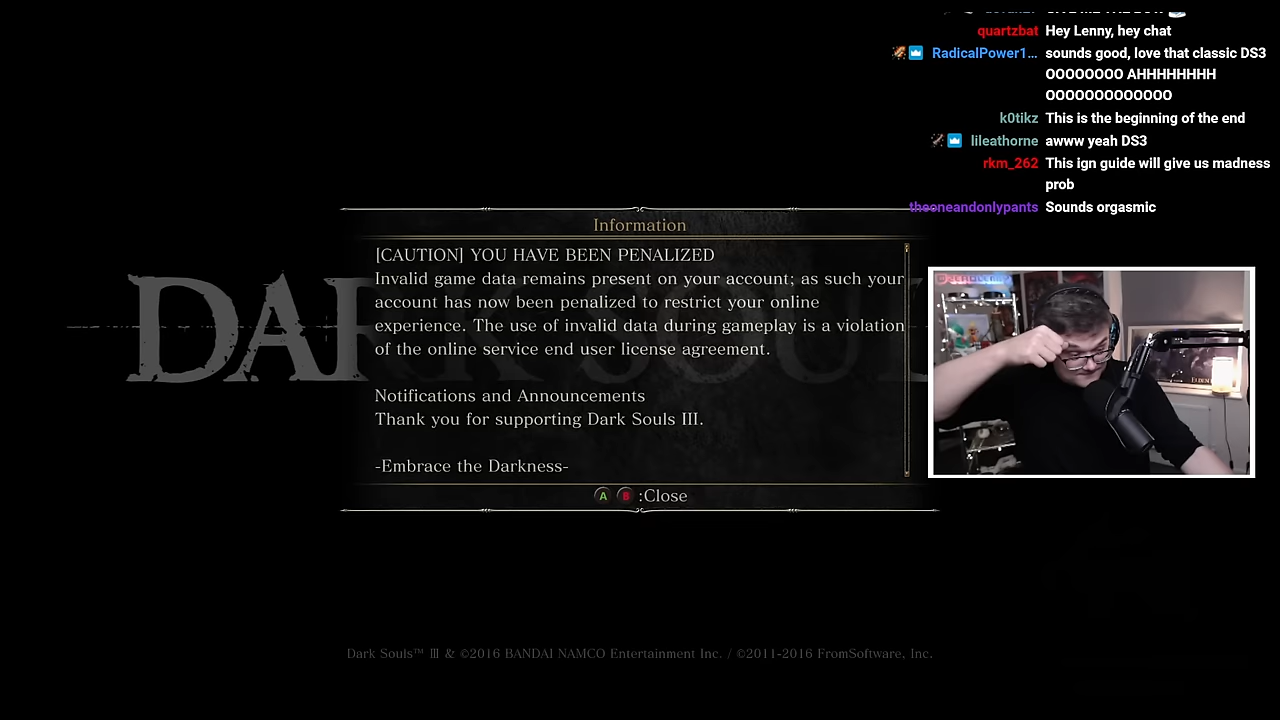 quartzbat Hey Lenny, hey chat
RadicalPower1… sounds good, love that classic DS3
OOOOOOOO AHHHHHHHH
OOOOOOOOOOOOO
k0tikz This is the beginning of the end
lileathorne awww yeah DS3
rkm_262 This ign guide will give us madness
prob
theoneandonlypants Sounds orgasmic
Information
[CAUTION] YOU HAVE BEEN PENALIZED
Invalid game data remains present on your account; as such your
account has now been penalized to restrict your online
experience. The use of invalid data during gameplay is a violation
of the online service end user license agreement.
Notifications and Announcements
Thank you for supporting Dark Souls III.
-Embrace the Darkness-
A B :Close
DARK SOUL
Dark Souls™ III & ©2016 BANDAI NAMCO Entertainment Inc. / ©2011-2016 FromSoftware, Inc.